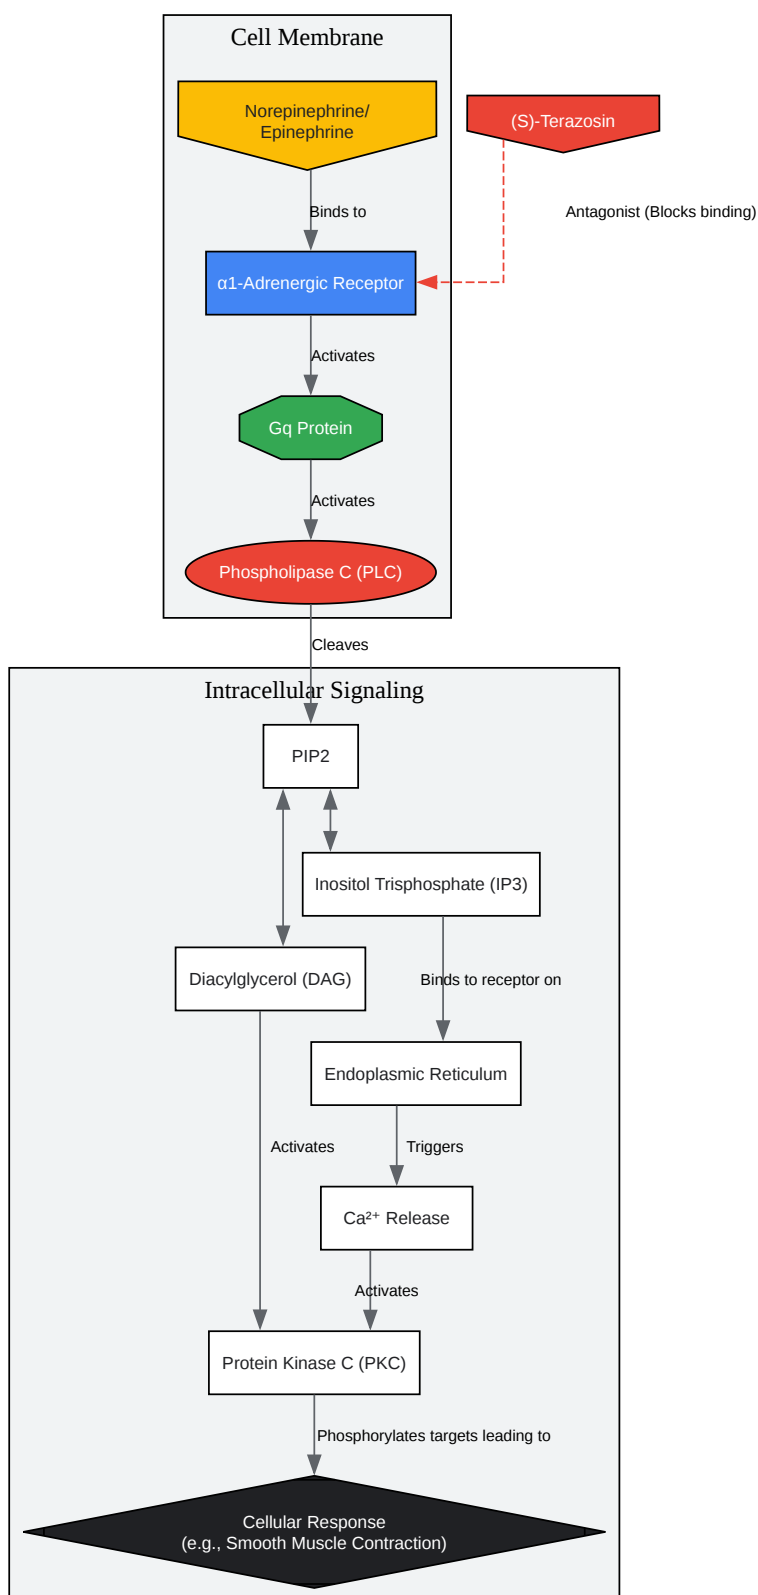 Cell Membrane
Norepinephrine/
Epinephrine
(S)-Terazosin
Binds to
Antagonist (Blocks binding)
α1-Adrenergic Receptor
Activates
Gq Protein
Activates
Phospholipase C (PLC)
Cleaves
Intracellular Signaling
PIP2
Inositol Trisphosphate (IP3)
Diacylglycerol (DAG)
Binds to receptor on
Endoplasmic Reticulum
Activates
Triggers
Ca²⁺ Release
Activates
Protein Kinase C (PKC)
Phosphorylates targets leading to
Cellular Response
(e.g., Smooth Muscle Contraction)